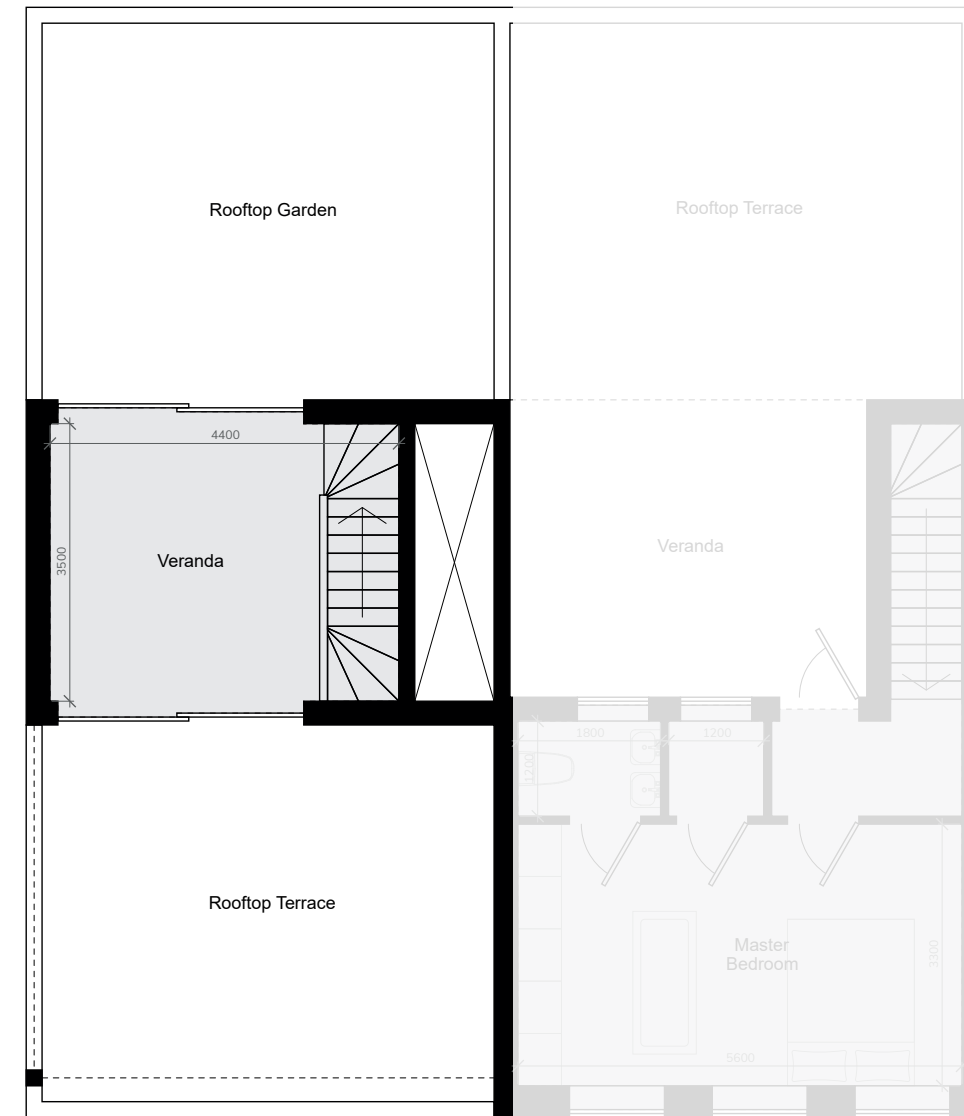 Rooftop Garden
Rooftop Terrace
4400
3500
Veranda
Veranda
1800
1200
1200
Rooftop Terrace
Master
Bedroom
3300
5600